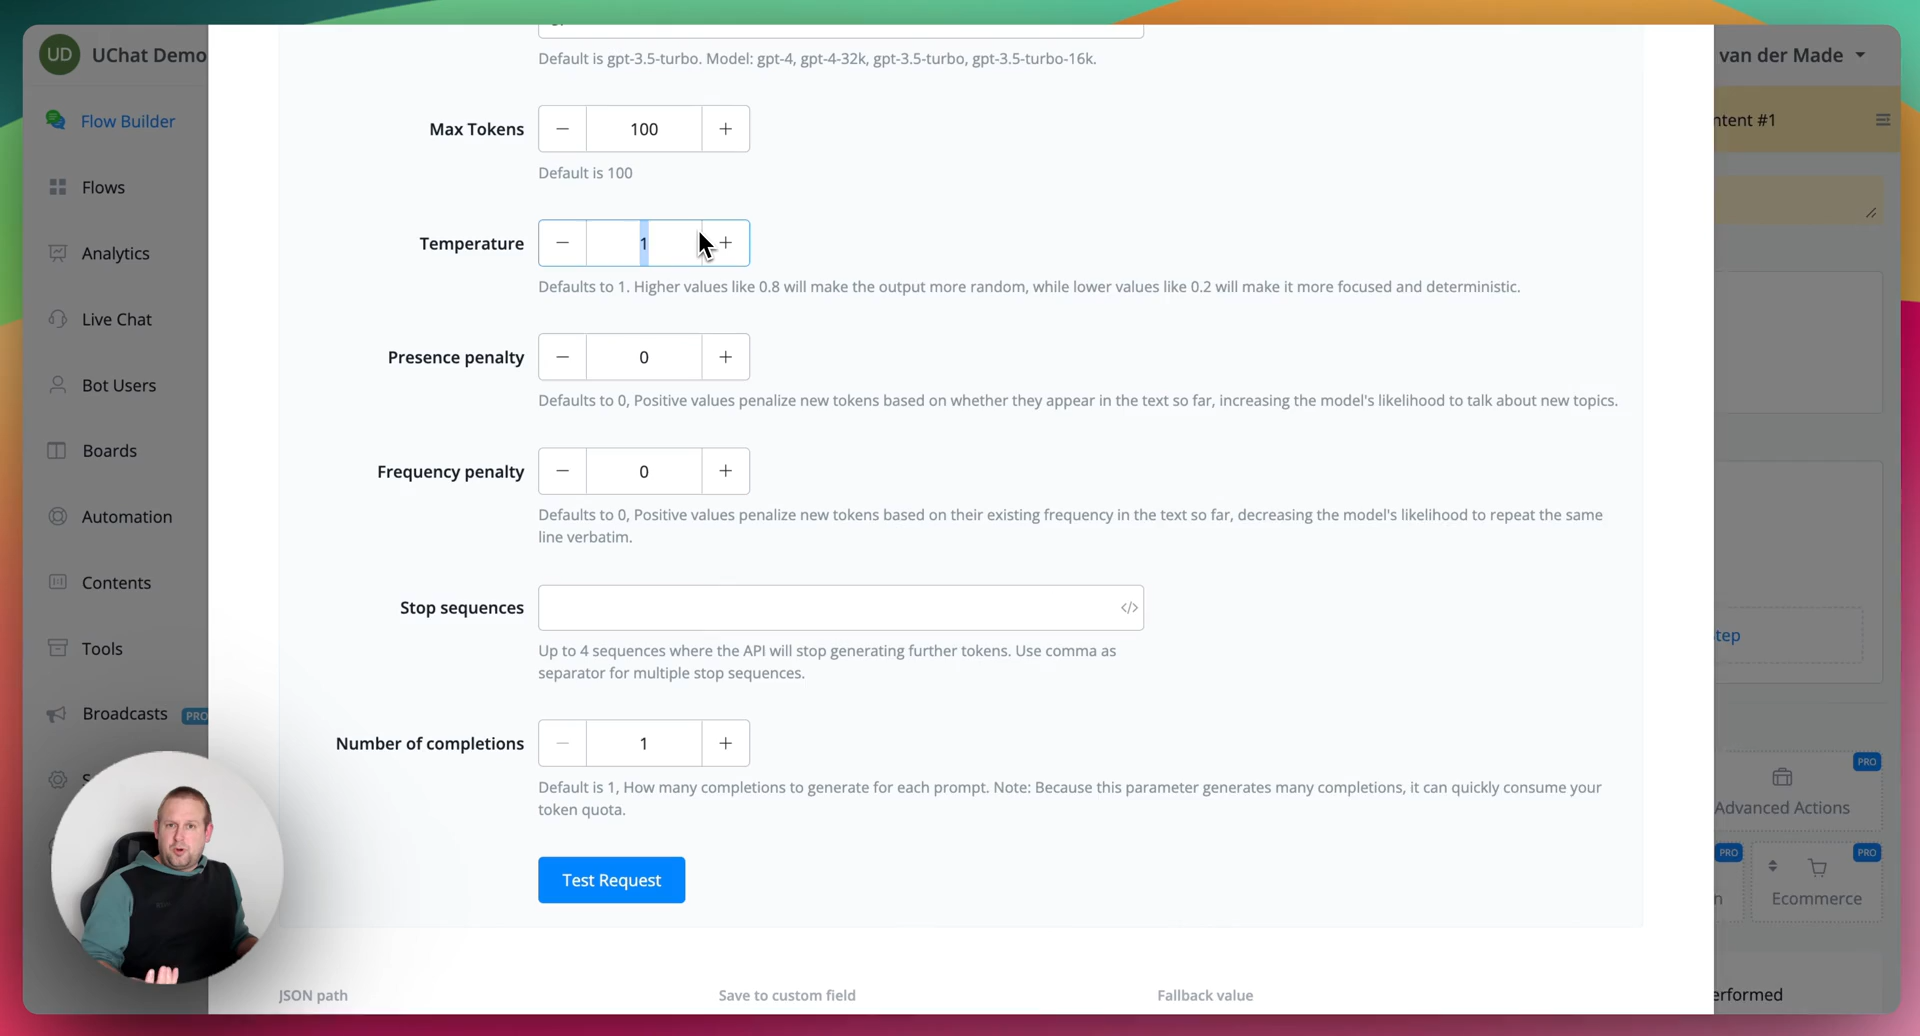 UD UChat Demo
van der Made
Flow Builder
Flows
Analytics
Live Chat
Bot Users
Boards
Automation
Contents
Tools
Broadcasts PRO
Default is gpt-3.5-turbo. Model: gpt-4, gpt-4-32k, gpt-3.5-turbo, gpt-3.5-turbo-16k.
Max Tokens − 100 +
Default is 100
Temperature − 1 +
Defaults to 1. Higher values like 0.8 will make the output more random, while lower values like 0.2 will make it more focused and deterministic.
Presence penalty − 0 +
Defaults to 0, Positive values penalize new tokens based on whether they appear in the text so far, increasing the model's likelihood to talk about new topics.
Frequency penalty − 0 +
Defaults to 0, Positive values penalize new tokens based on their existing frequency in the text so far, decreasing the model's likelihood to repeat the same
line verbatim.
Stop sequences </>
Up to 4 sequences where the API will stop generating further tokens. Use comma as
separator for multiple stop sequences.
Number of completions − 1 +
Default is 1, How many completions to generate for each prompt. Note: Because this parameter generates many completions, it can quickly consume your
token quota.
Test Request
JSON path Save to custom field Fallback value
ntent #1
tep
PRO
Advanced Actions
PRO PRO
n Ecommerce
erformed